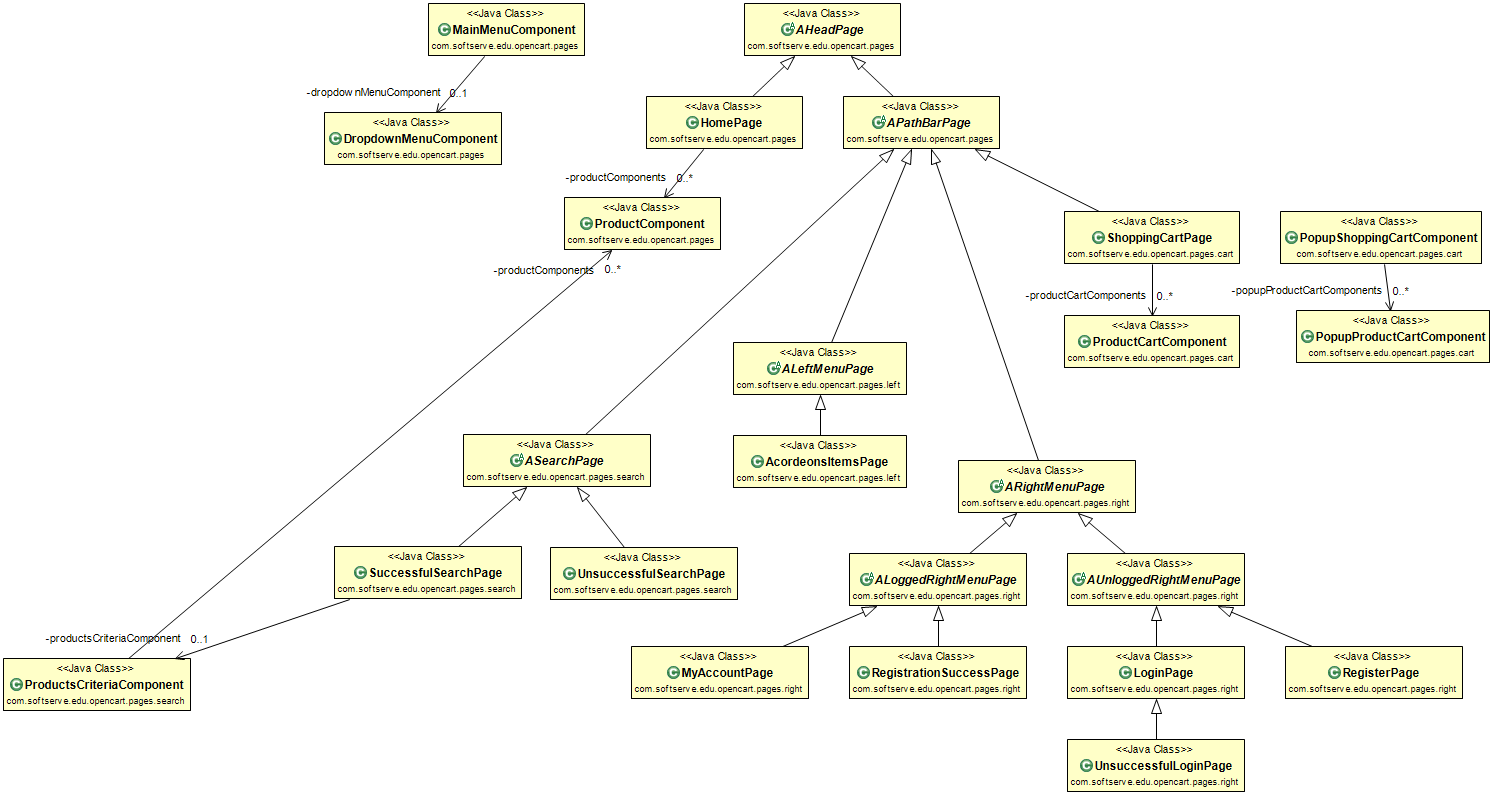 <<Java Class>>
MainMenuComponent
com.softserve.edu.opencart.pages
<<Java Class>>
AHeadPage
com.softserve.edu.opencart.pages
-dropdownMenuComponent 0..1
<<Java Class>>
DropdownMenuComponent
com.softserve.edu.opencart.pages
<<Java Class>>
HomePage
com.softserve.edu.opencart.pages
<<Java Class>>
APathBarPage
com.softserve.edu.opencart.pages
-productComponents 0..*
<<Java Class>>
ProductComponent
com.softserve.edu.opencart.pages
-productComponents 0..*
<<Java Class>>
ShoppingCartPage
com.softserve.edu.opencart.pages.cart
<<Java Class>>
PopupShoppingCartComponent
com.softserve.edu.opencart.pages.cart
-productCartComponents 0..*
-popupProductCartComponents 0..*
<<Java Class>>
ProductCartComponent
com.softserve.edu.opencart.pages.cart
<<Java Class>>
PopupProductCartComponent
com.softserve.edu.opencart.pages.cart
<<Java Class>>
ALeftMenuPage
com.softserve.edu.opencart.pages.left
<<Java Class>>
ASearchPage
com.softserve.edu.opencart.pages.search
<<Java Class>>
AcordeonsItemsPage
com.softserve.edu.opencart.pages.left
<<Java Class>>
ARightMenuPage
com.softserve.edu.opencart.pages.right
<<Java Class>>
SuccessfulSearchPage
com.softserve.edu.opencart.pages.search
<<Java Class>>
UnsuccessfulSearchPage
com.softserve.edu.opencart.pages.search
<<Java Class>>
ALoggedRightMenuPage
com.softserve.edu.opencart.pages.right
<<Java Class>>
AUnloggedRightMenuPage
com.softserve.edu.opencart.pages.right
-productsCriteriaComponent 0..1
<<Java Class>>
ProductsCriteriaComponent
com.softserve.edu.opencart.pages.search
<<Java Class>>
MyAccountPage
com.softserve.edu.opencart.pages.right
<<Java Class>>
RegistrationSuccessPage
com.softserve.edu.opencart.pages.right
<<Java Class>>
LoginPage
com.softserve.edu.opencart.pages.right
<<Java Class>>
RegisterPage
com.softserve.edu.opencart.pages.right
<<Java Class>>
UnsuccessfulLoginPage
com.softserve.edu.opencart.pages.right